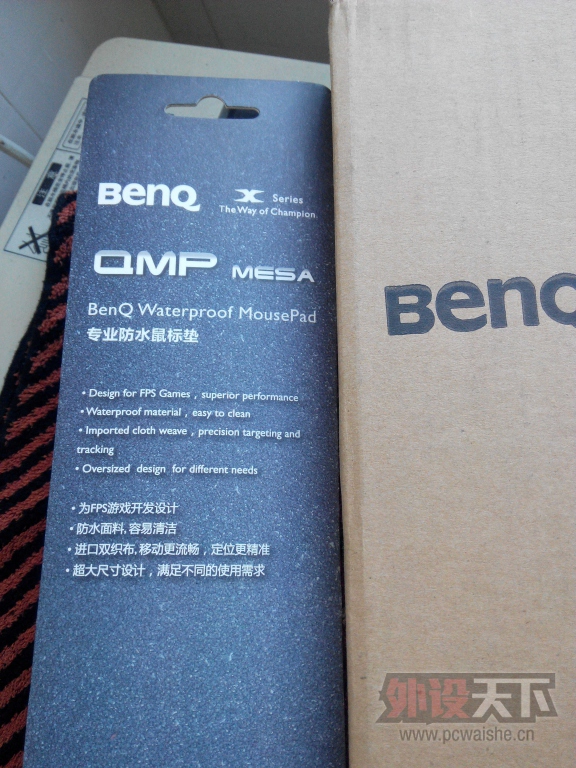 BenQ
X Series
The Way of Champion
QMP MESA
BenQ Waterproof MousePad
专业防水鼠标垫
• Design for FPS Games , superior performance
• Waterproof material , easy to clean
• Imported cloth weave , precision targeting and
tracking
• Oversized design for different needs
• 为FPS游戏开发设计
• 防水面料, 容易清洁
• 进口双织布, 移动更流畅，定位更精准
• 超大尺寸设计，满足不同的使用需求
BenQ
外设天下
www.pcwaishe.cn